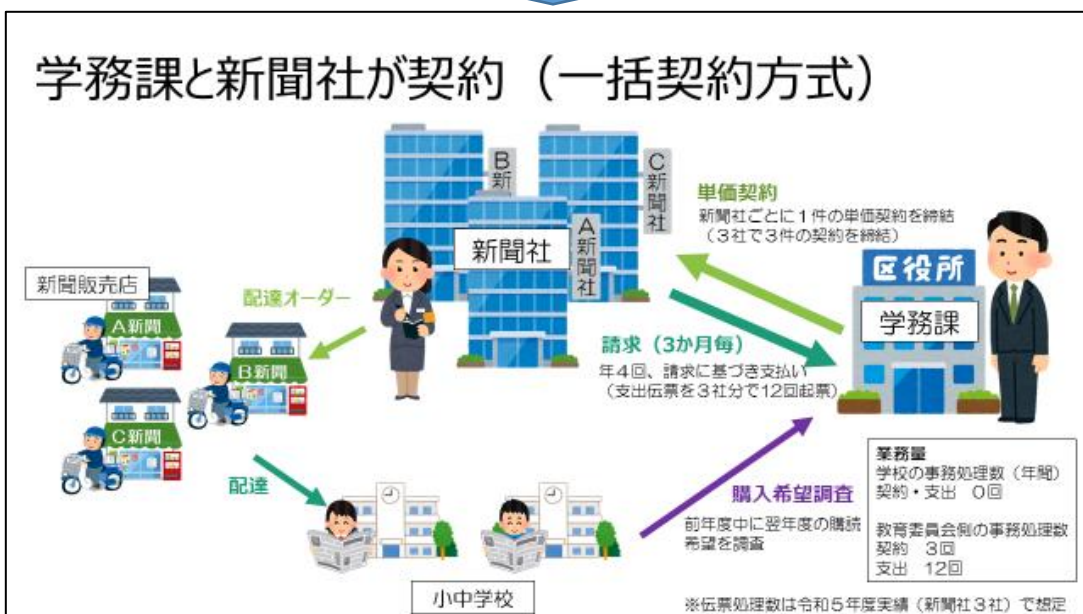 学務課と新聞社が契約（一括契約方式）
B新
C新聞社
A新聞社
新聞社
単価契約
新聞社ごとに１件の単価契約を締結
（３社で３件の契約を締結）
区役所
学務課
新聞販売店
A新聞
B新聞
C新聞
配達オーダー
請求（3か月毎）
年４回、請求に基づき支払い
（支出伝票を３社分で12回起票）
配達
購入希望調査
前年度中に翌年度の購読
希望を調査
小中学校
業務量
学校の事務処理数（年間）
契約・支出　０回
教育委員会側の事務処理数
契約　３回
支出　12回
※伝票処理数は令和５年度実績（新聞社３社）で想定